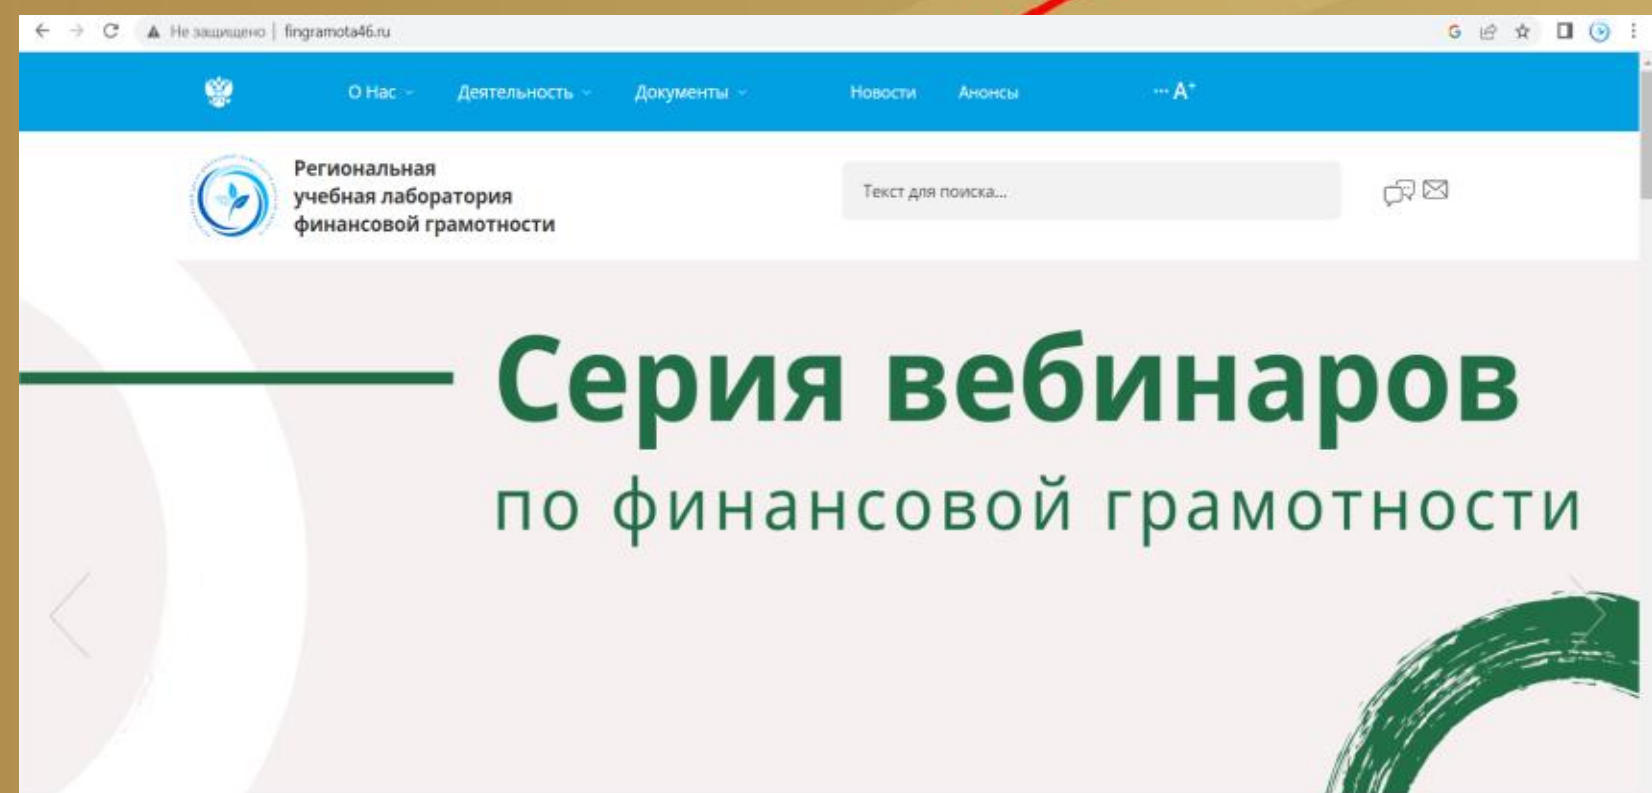 Не защищено | fingramota46.ru
О Нас Деятельность Документы Новости Анонсы ··· A+
Региональная
учебная лаборатория
финансовой грамотности
Текст для поиска...
Серия вебинаров
по финансовой грамотности